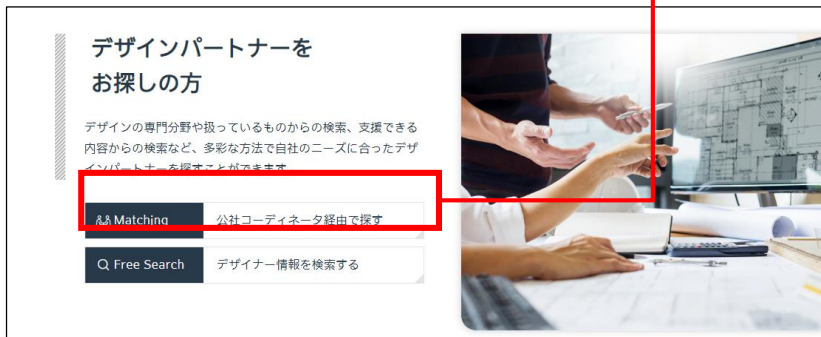 デザインパートナーを
お探しの方
デザインの専門分野や扱っているものからの検索、支援できる
内容からの検索など、多彩な方法で自社のニーズに合ったデザ
インパートナーを探すことができます
Matching 公社コーディネータ経由で探す
Free Search デザイナー情報を検索する